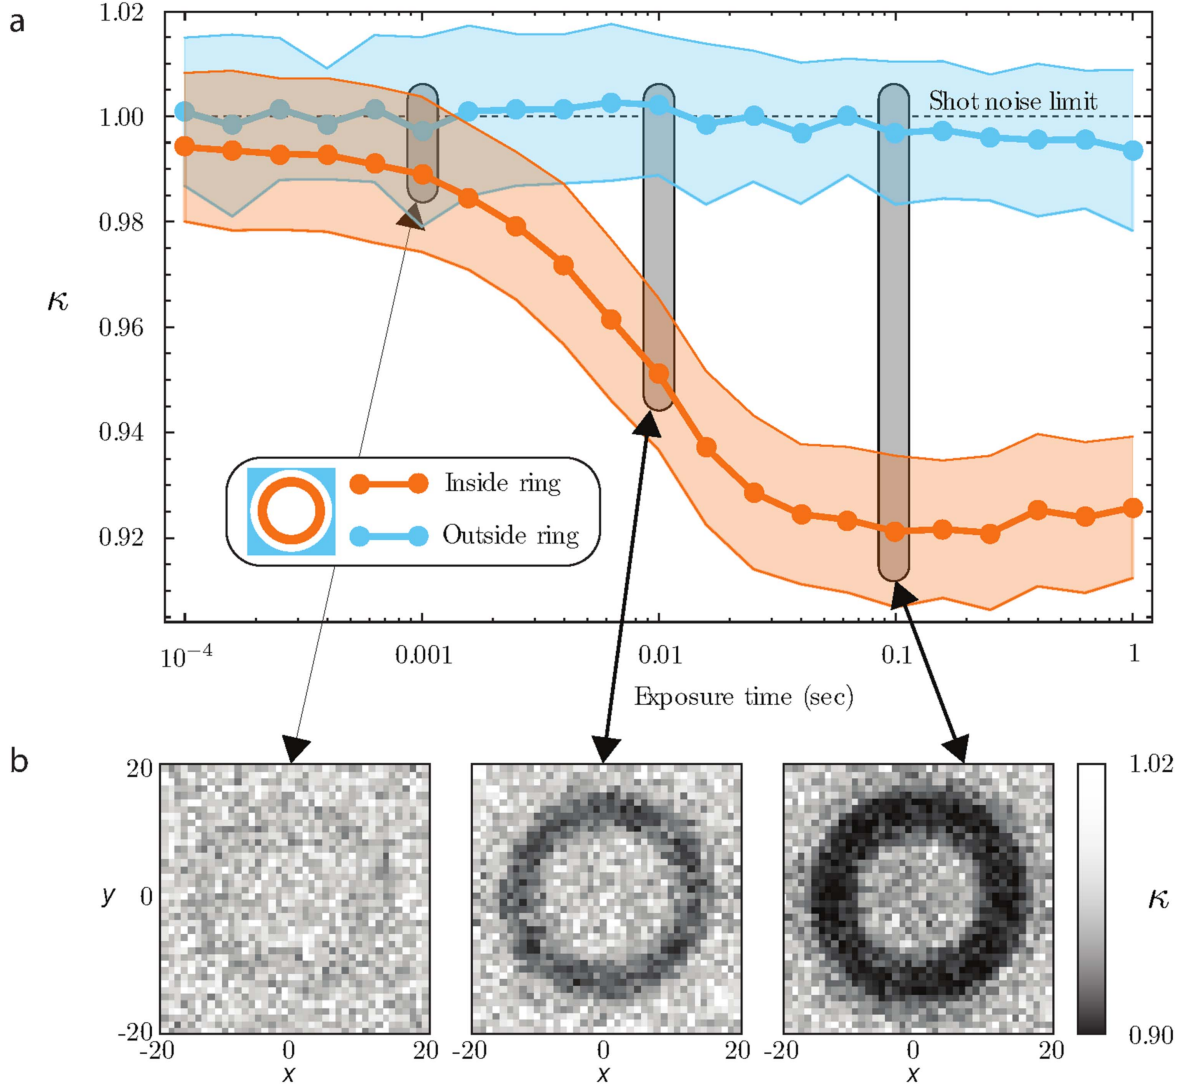 a
1.02
1.00
0.98
0.96
0.94
0.92
κ
Shot noise limit
Inside ring
Outside ring
10⁻⁴ 0.001 0.01 0.1 1
Exposure time (sec)
b
20
y 0
-20
-20 0 20
x
-20 0 20
x
-20 0 20
x
1.02
κ
0.90